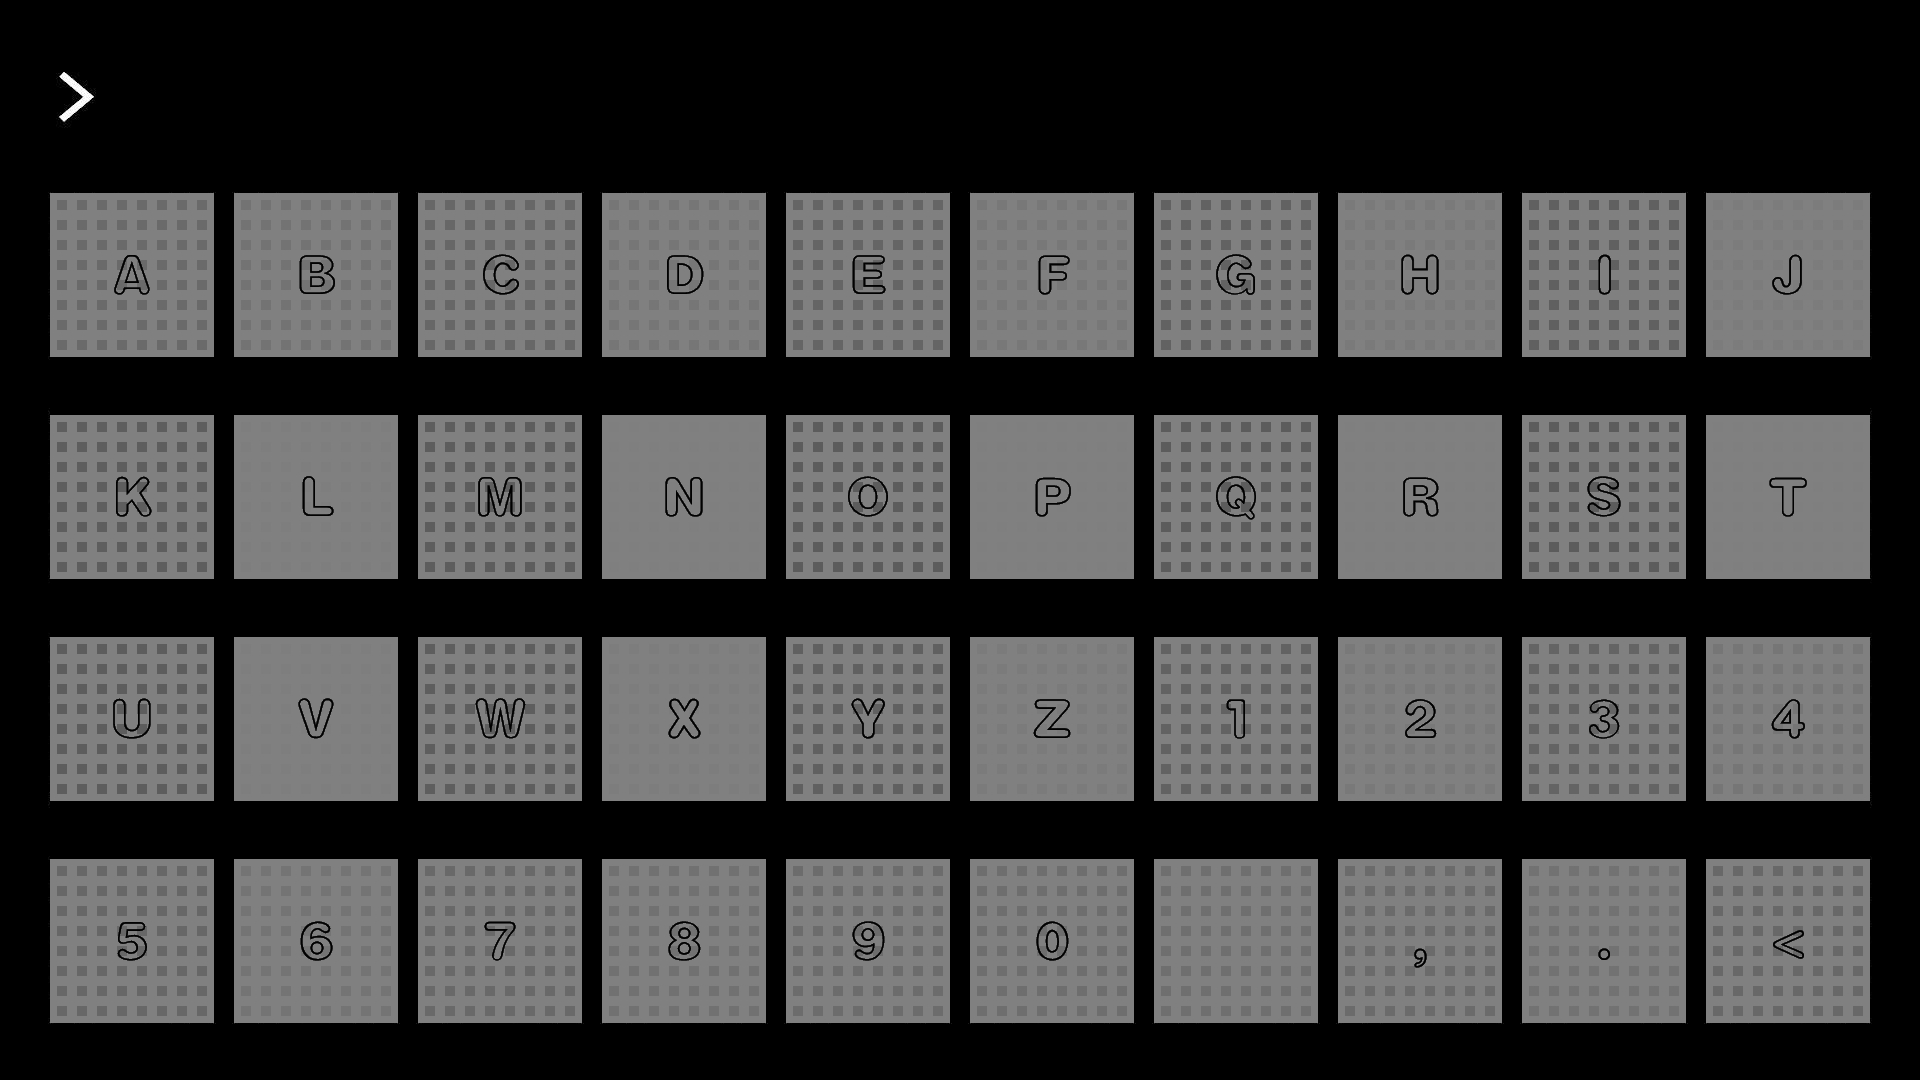 >
A B C D E F G H I J
K L M N O P Q R S T
U V W X Y Z 1 2 3 4
5 6 7 8 9 0 , . <